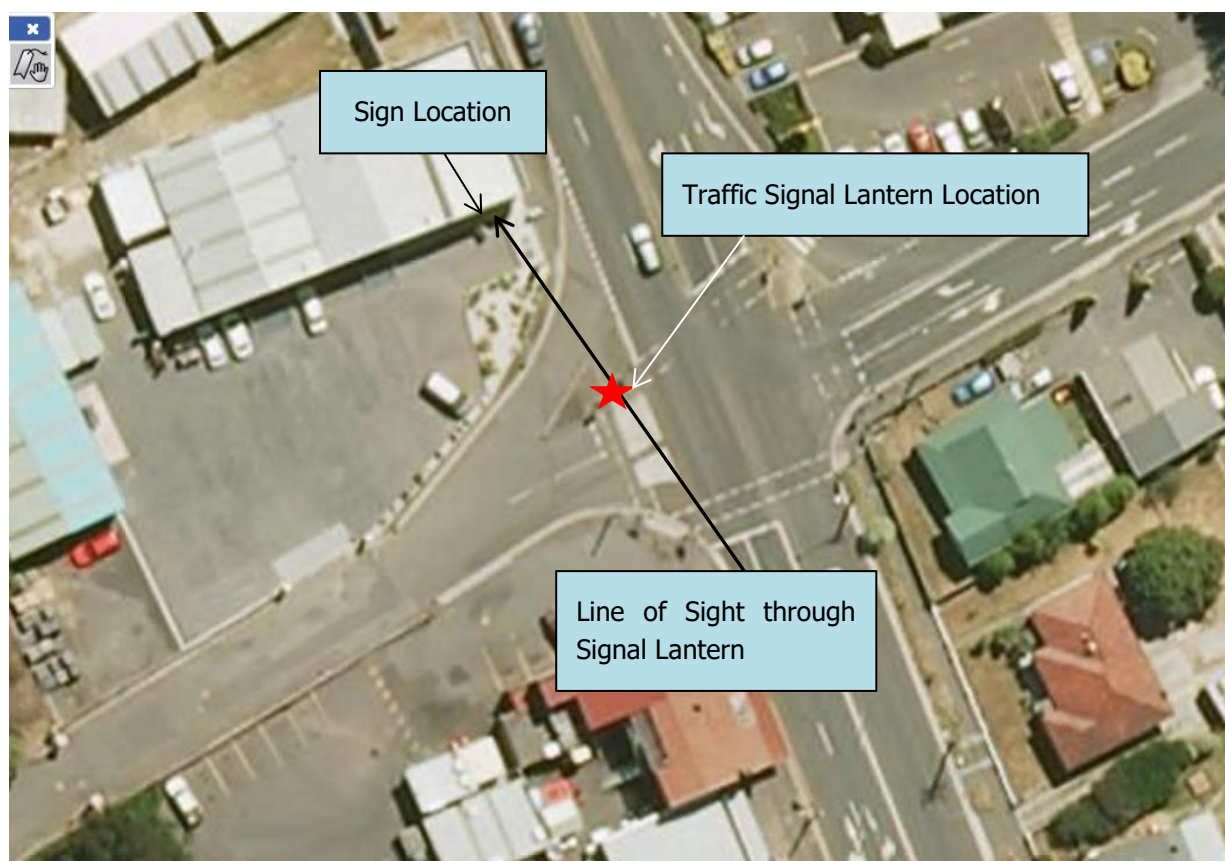 Sign Location
Traffic Signal Lantern Location
Line of Sight through
Signal Lantern